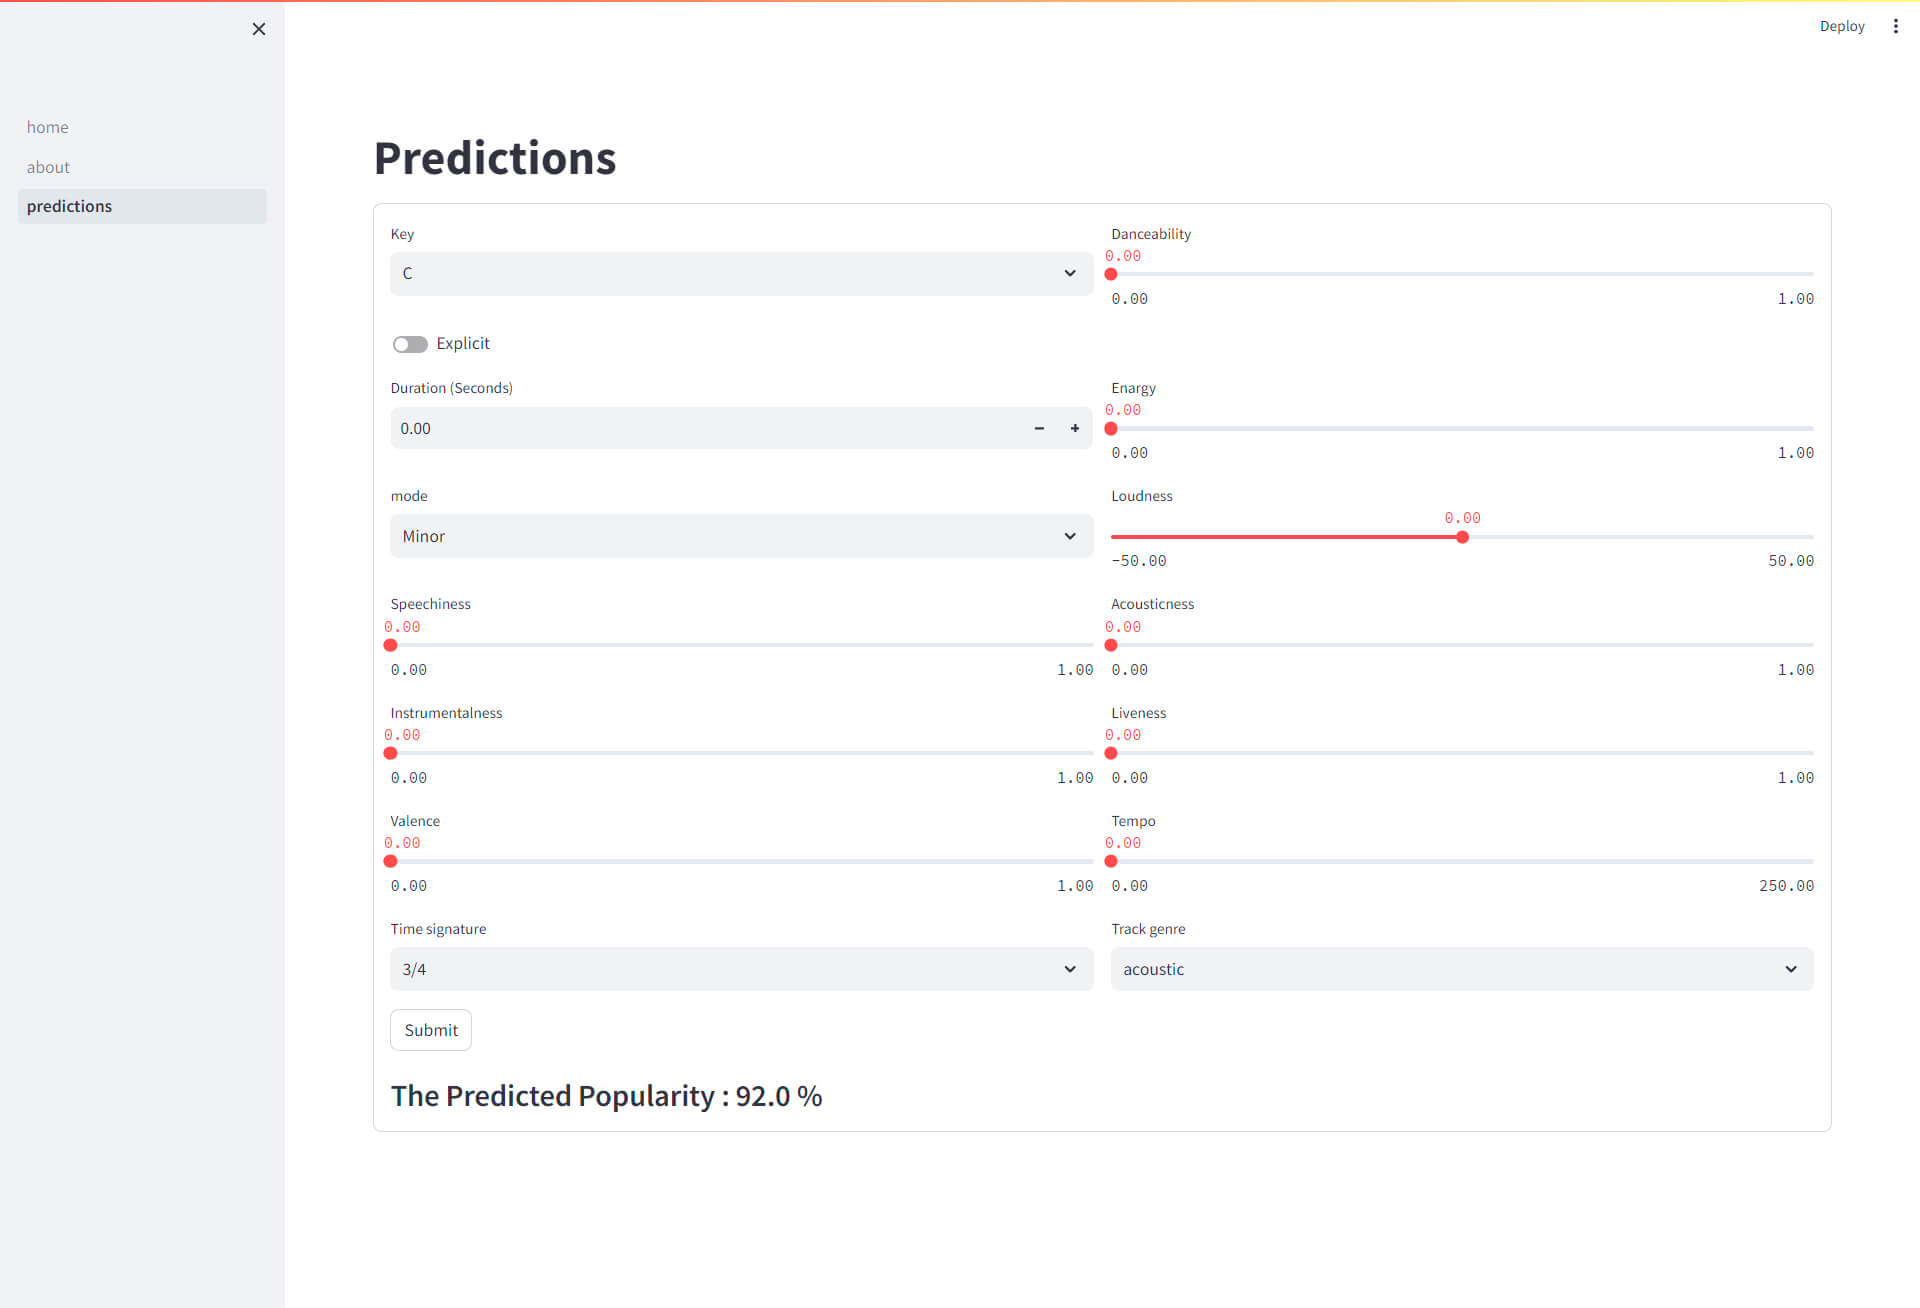 Deploy
home
about
predictions
Predictions
Key
C
Danceability
0.00
0.00 1.00
Explicit
Duration (Seconds)
0.00
Enargy
0.00
0.00 1.00
mode
Minor
Loudness
0.00
-50.00 50.00
Speechiness
0.00
0.00 1.00
Acousticness
0.00
0.00 1.00
Instrumentalness
0.00
0.00 1.00
Liveness
0.00
0.00 1.00
Valence
0.00
0.00 1.00
Tempo
0.00
0.00 250.00
Time signature
3/4
Track genre
acoustic
Submit
The Predicted Popularity : 92.0 %